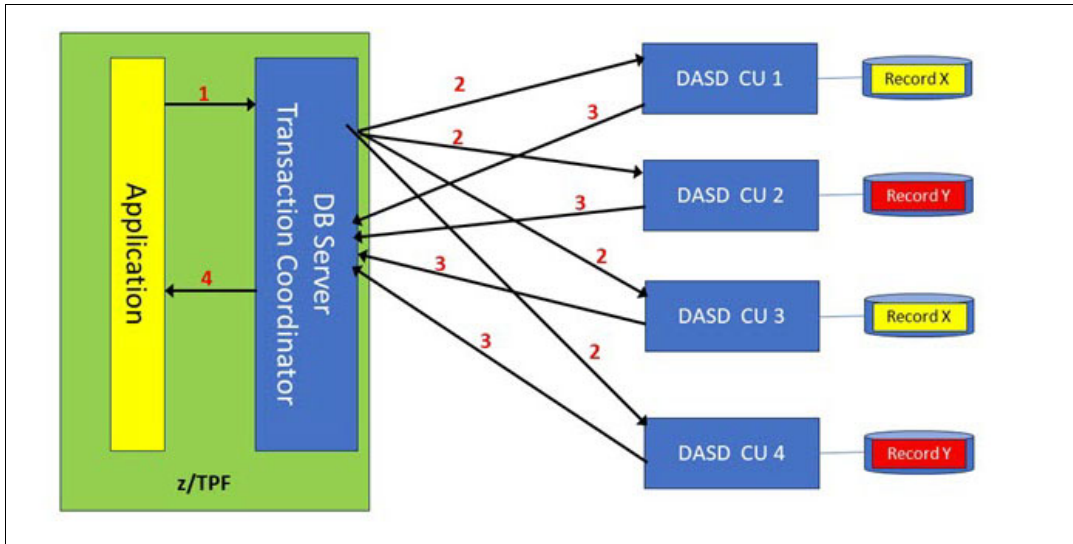 1
4
Application
DB Server
Transaction Coordinator
z/TPF
2
2
2
2
3
3
3
3
DASD CU 1
Record X
DASD CU 2
Record Y
DASD CU 3
Record X
DASD CU 4
Record Y